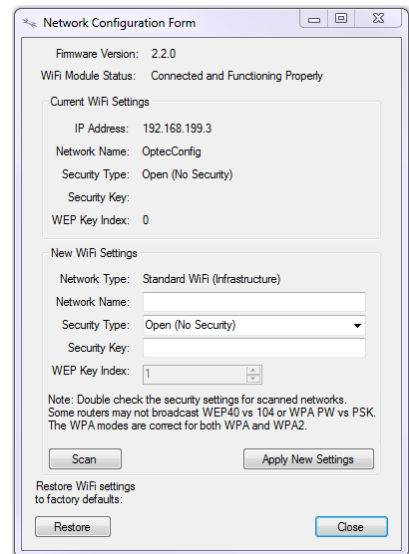 Network Configuration Form
Firmware Version: 2.2.0
WiFi Module Status: Connected and Functioning Properly
Current WiFi Settings
IP Address: 192.168.199.3
Network Name: OptecConfig
Security Type: Open (No Security)
Security Key:
WEP Key Index: 0
New WiFi Settings
Network Type: Standard WiFi (Infrastructure)
Network Name:
Security Type: Open (No Security)
Security Key:
WEP Key Index: 1
Note: Double check the security settings for scanned networks.
Some routers may not broadcast WEP40 vs 104 or WPA PW vs PSK.
The WPA modes are correct for both WPA and WPA2.
Scan Apply New Settings
Restore WiFi settings
to factory defaults:
Restore Close